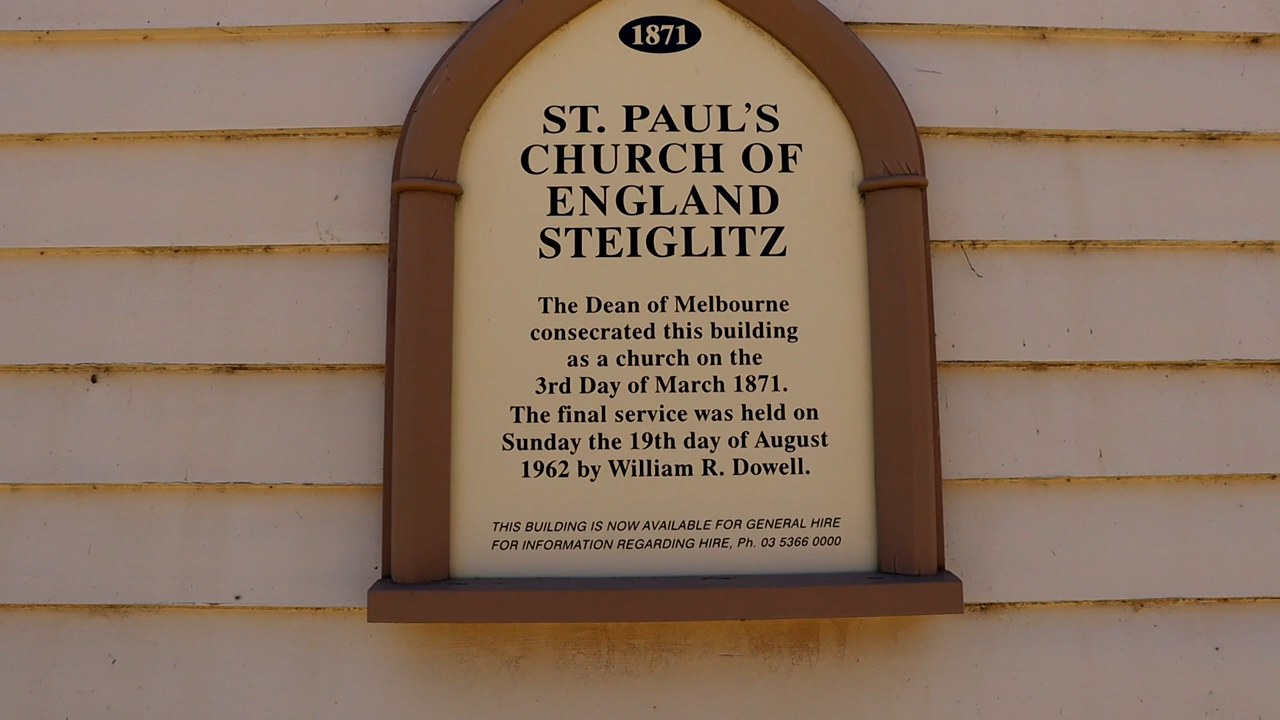 1871
ST. PAUL'S
CHURCH OF
ENGLAND
STEIGLITZ
The Dean of Melbourne
consecrated this building
as a church on the
3rd Day of March 1871.
The final service was held on
Sunday the 19th day of August
1962 by William R. Dowell.
THIS BUILDING IS NOW AVAILABLE FOR GENERAL HIRE
FOR INFORMATION REGARDING HIRE, Ph. 03 5366 0000